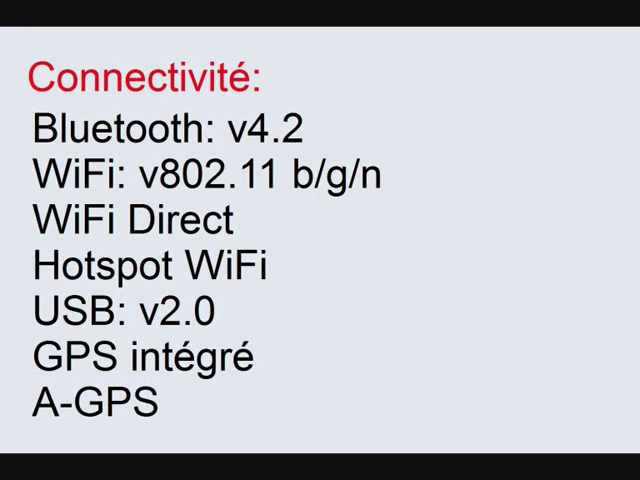 Connectivité:
Bluetooth: v4.2
WiFi: v802.11 b/g/n
WiFi Direct
Hotspot WiFi
USB: v2.0
GPS intégré
A-GPS